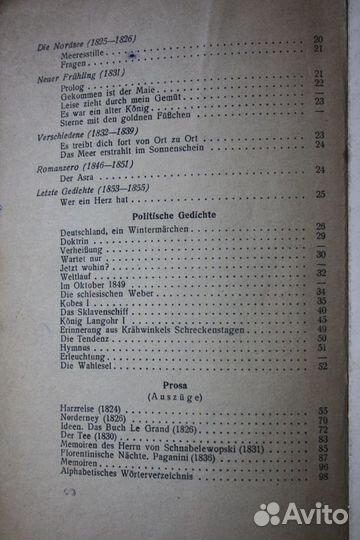 Die Nordsee (1825—1826) . . . 20
Meeresstille . . . 21
Fragen . . . —
Neuer Frühling (1831)
Prolog . . . 21
Gekommen ist der Maie . . . 22
Leise zieht durch mein Gemüt . . . —
Es war ein alter König . . . 23
Sterne mit den goldnen Füßchen . . . —
Verschiedene (1832—1839)
Es treibt dich fort von Ort zu Ort . . . 23
Das Meer erstrahlt im Sonnenschein . . . 24
Romanzero (1846—1851)
Der Asra . . . 24
Letzte Gedichte (1853—1855)
Wer ein Herz hat . . . 25
Politische Gedichte
Deutschland, ein Wintermärchen . . . 26
Doktrin . . . 29
Verheißung . . . —
Wartet nur . . . 30
Jetzt wohin? . . . —
Weltlauf . . . 32
Im Oktober 1849 . . . —
Die schlesischen Weber . . . 34
Kobes I . . . 35
Das Sklavenschiff . . . 40
König Langohr I . . . 45
Erinnerung aus Krähwinkels Schreckenstagen . . . 49
Die Tendenz . . . 50
Hymnus . . . 51
Erleuchtung . . . —
Die Wahlesel . . . 52
Prosa
(Auszüge)
Harzreise (1824) . . . 55
Norderney (1826) . . . 70
Ideen. Das Buch Le Grand (1826) . . . 72
Der Tee (1830) . . . 83
Memoiren des Herrn von Schnabelewopski (1831) . . . 85
Florentinische Nächte. Paganini (1836) . . . 87
Memoiren . . . 96
Alphabetisches Wörterverzeichnis . . . 98
Avito